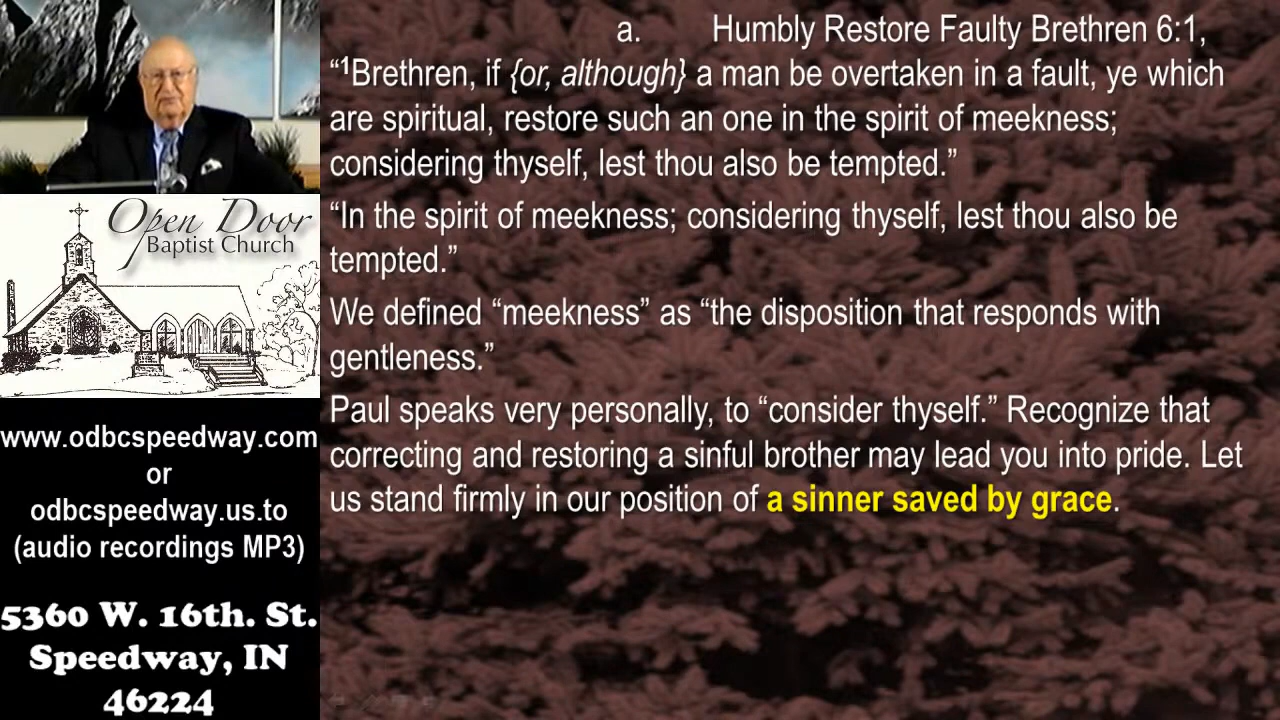 Open Door
Baptist Church
www.odbcspeedway.com
or
odbcspeedway.us.to
(audio recordings MP3)
5360 W. 16th. St.
Speedway, IN
46224
a. Humbly Restore Faulty Brethren 6:1,
“¹Brethren, if {or, although} a man be overtaken in a fault, ye which
are spiritual, restore such an one in the spirit of meekness;
considering thyself, lest thou also be tempted.”
“In the spirit of meekness; considering thyself, lest thou also be
tempted.”
We defined “meekness” as “the disposition that responds with
gentleness.”
Paul speaks very personally, to “consider thyself.” Recognize that
correcting and restoring a sinful brother may lead you into pride. Let
us stand firmly in our position of a sinner saved by grace.